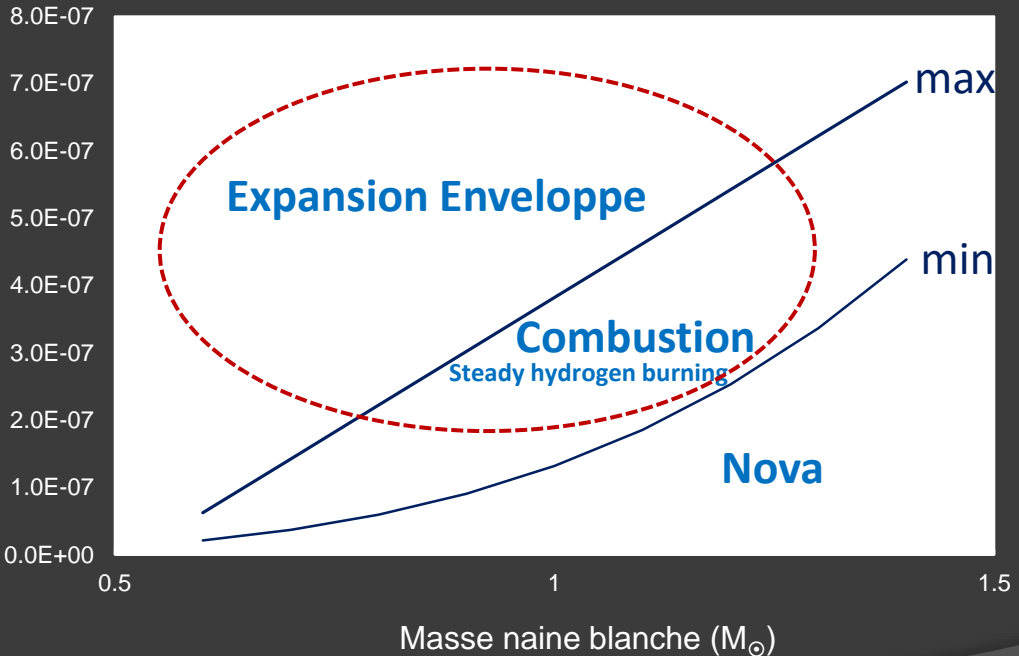 8.0E-07
7.0E-07
max
6.0E-07
Expansion Enveloppe
5.0E-07
min
4.0E-07
Combustion
3.0E-07
Steady hydrogen burning
2.0E-07
Nova
1.0E-07
0.0E+00
0.5 1 1.5
Masse naine blanche (M☉)